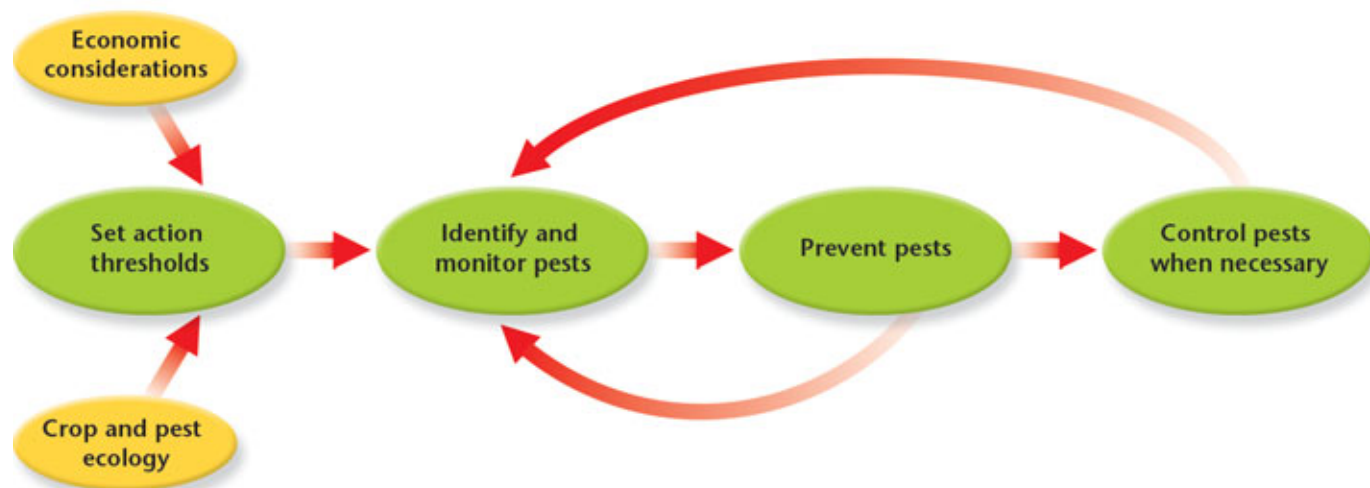 Economic
considerations
Set action
thresholds
Identify and
monitor pests
Prevent pests
Control pests
when necessary
Crop and pest
ecology